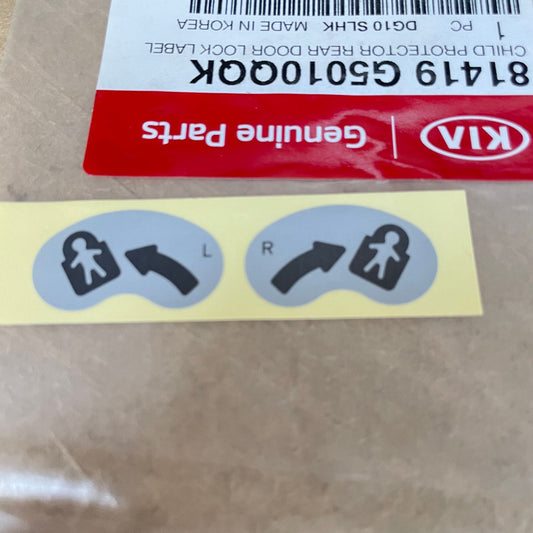 KIA
Genuine Parts
81419 G5010QQK
CHILD PROTECTOR REAR DOOR LOCK LABEL
1 PC DG10 SLHK MADE IN KOREA
L
R